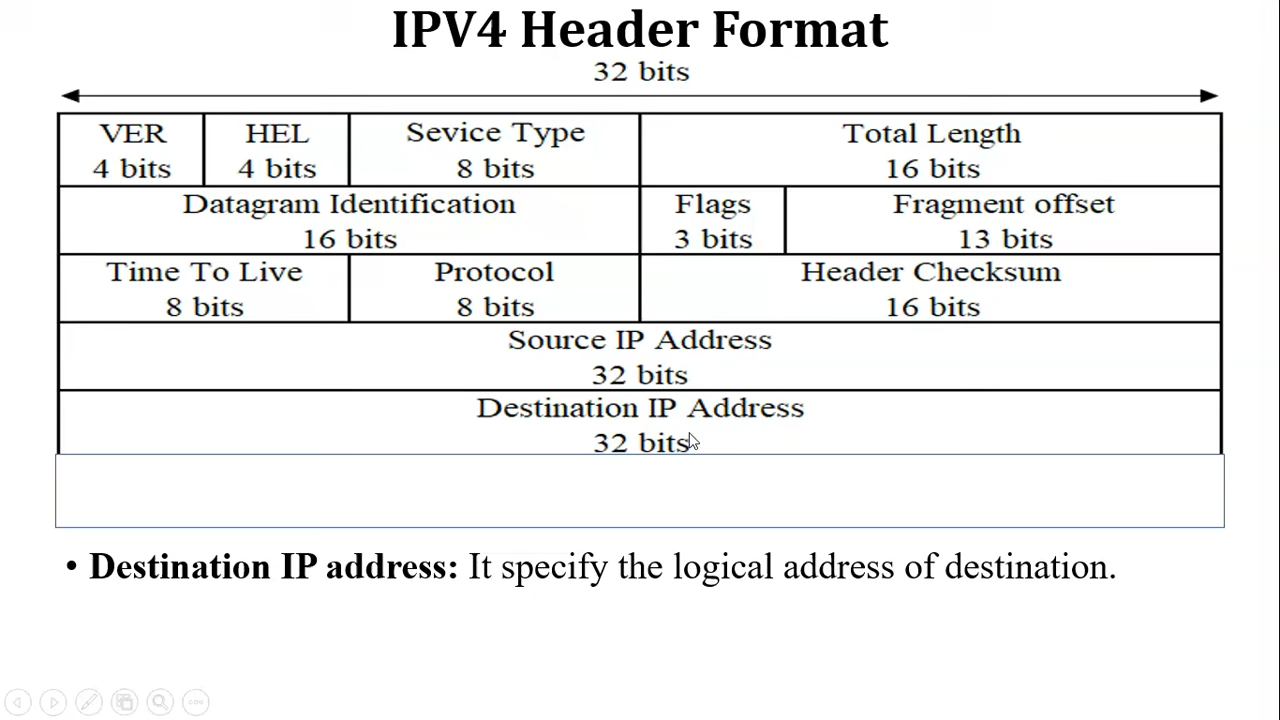 IPV4 Header Format
32 bits
VER HEL Sevice Type Total Length
4 bits 4 bits 8 bits 16 bits
Datagram Identification Flags Fragment offset
16 bits 3 bits 13 bits
Time To Live Protocol Header Checksum
8 bits 8 bits 16 bits
Source IP Address
32 bits
Destination IP Address
32 bits
• Destination IP address: It specify the logical address of destination.